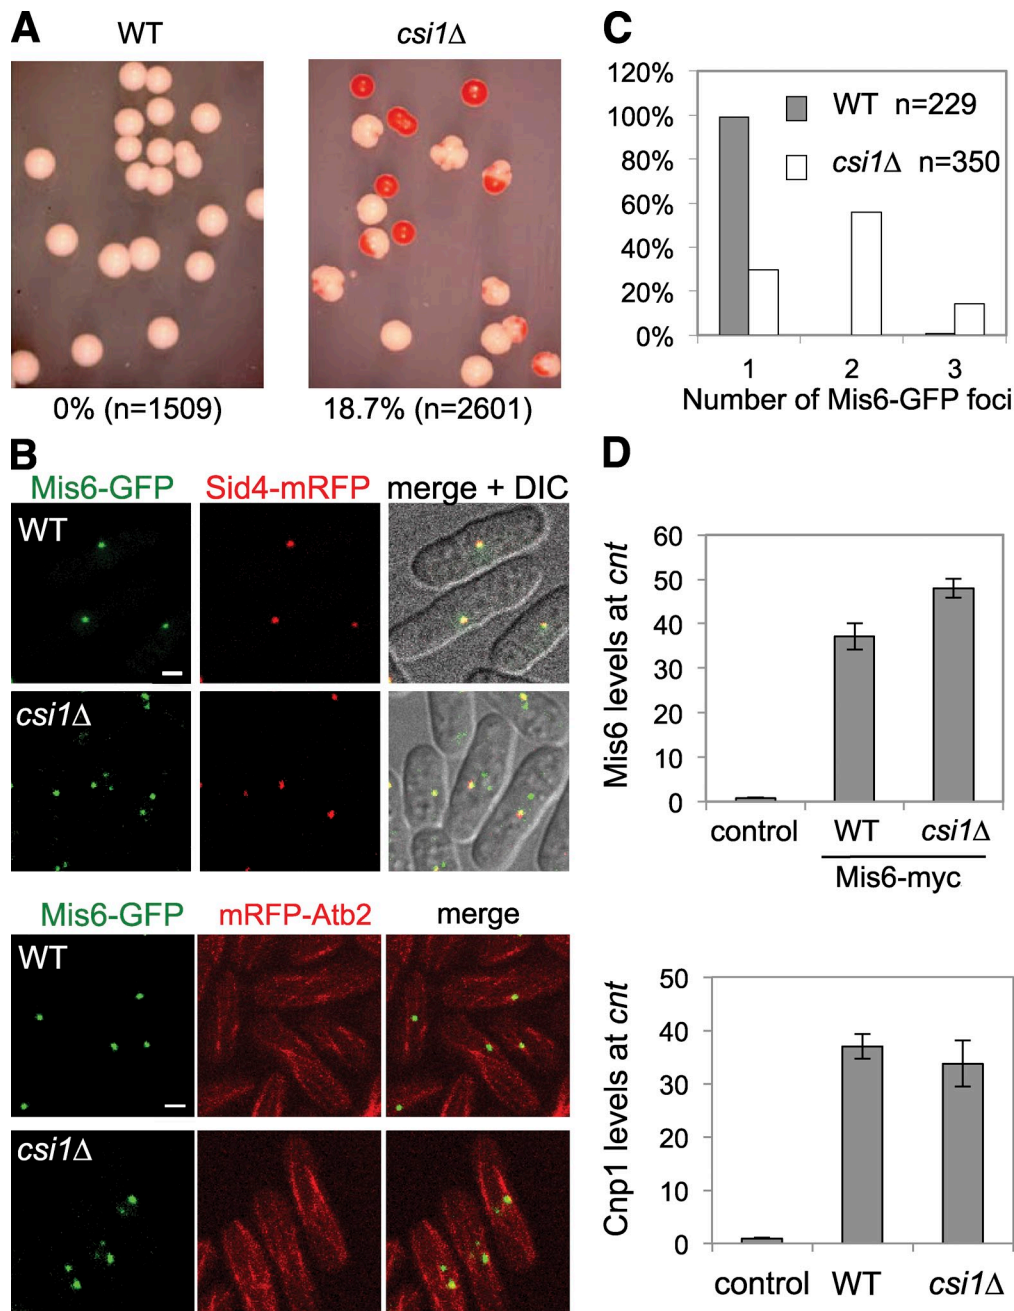 A
WT
csi1Δ
0% (n=1509)
18.7% (n=2601)
B
Mis6-GFP Sid4-mRFP merge + DIC
WT
csi1Δ
Mis6-GFP mRFP-Atb2 merge
WT
csi1Δ
C
120%
100%
80%
60%
40%
20%
0%
WT n=229
csi1Δ n=350
1 2 3
Number of Mis6-GFP foci
D
Mis6 levels at cnt
60
50
40
30
20
10
0
control WT csi1Δ
Mis6-myc
Cnp1 levels at cnt
50
40
30
20
10
0
control WT csi1Δ